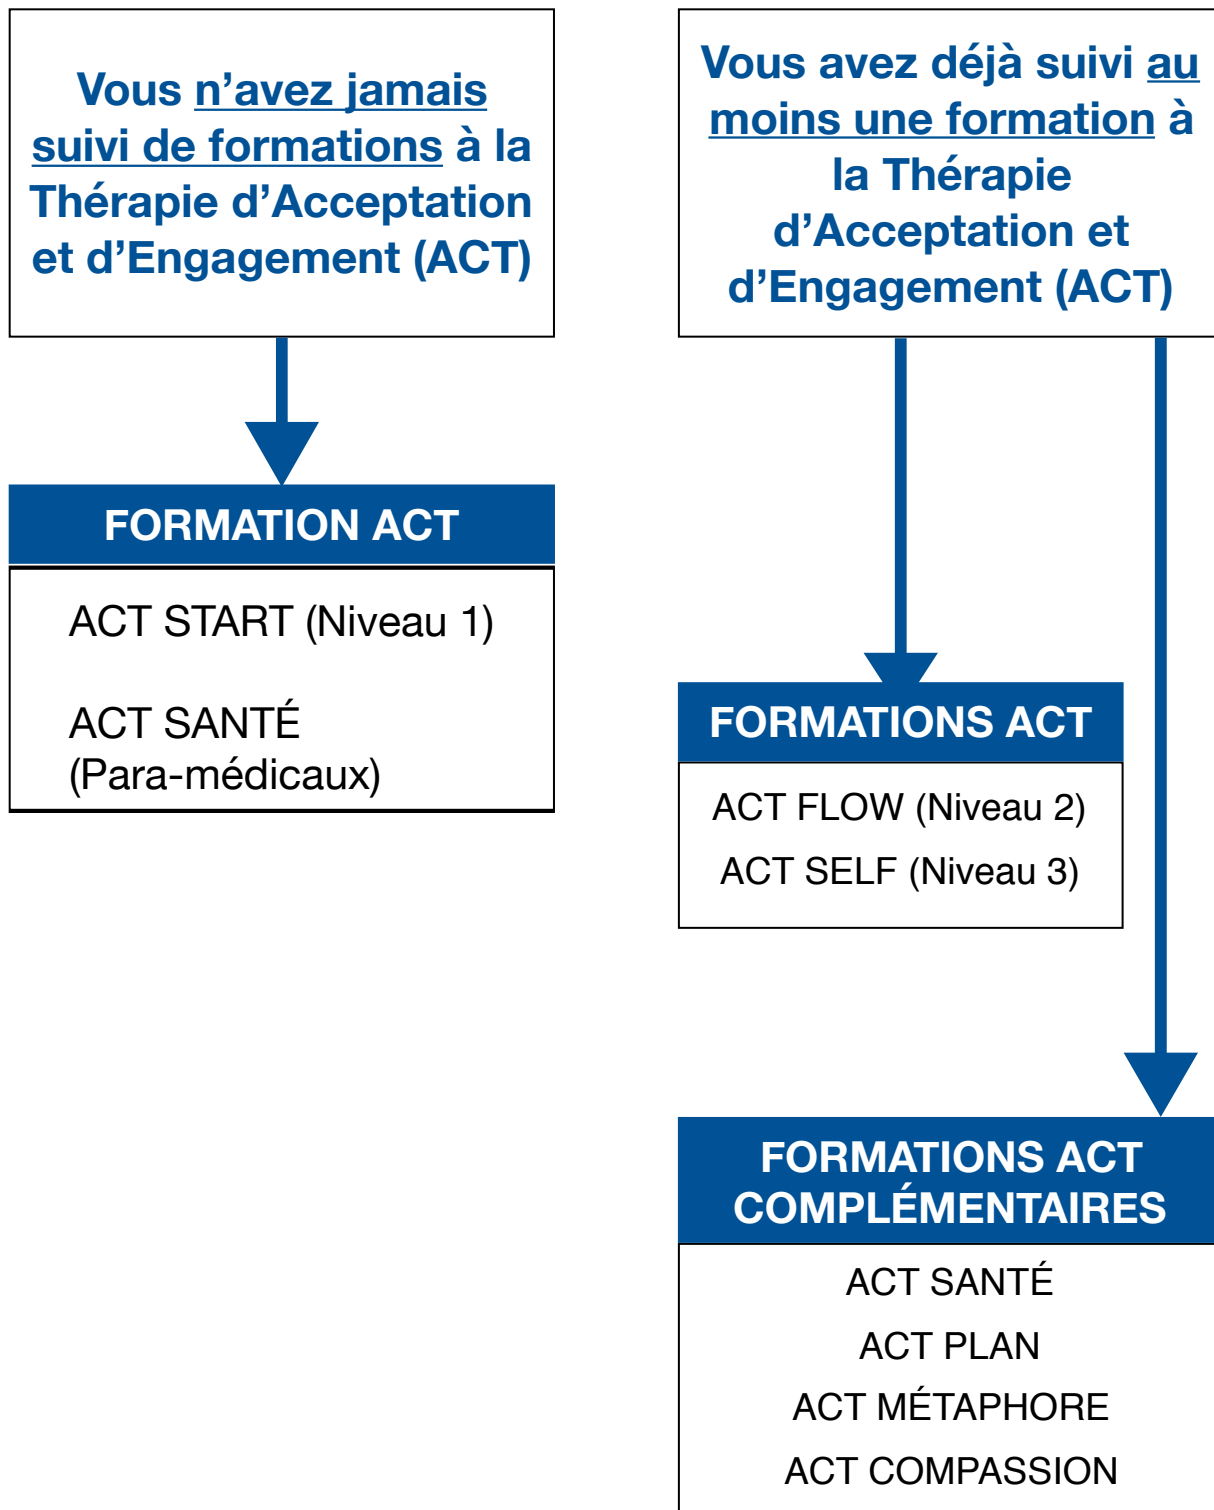 Vous n’avez jamais
suivi de formations à la
Thérapie d’Acceptation
et d’Engagement (ACT)
FORMATION ACT
ACT START (Niveau 1)
ACT SANTÉ
(Para-médicaux)
Vous avez déjà suivi au
moins une formation à
la Thérapie
d’Acceptation et
d’Engagement (ACT)
FORMATIONS ACT
ACT FLOW (Niveau 2)
ACT SELF (Niveau 3)
FORMATIONS ACT
COMPLÉMENTAIRES
ACT SANTÉ
ACT PLAN
ACT MÉTAPHORE
ACT COMPASSION